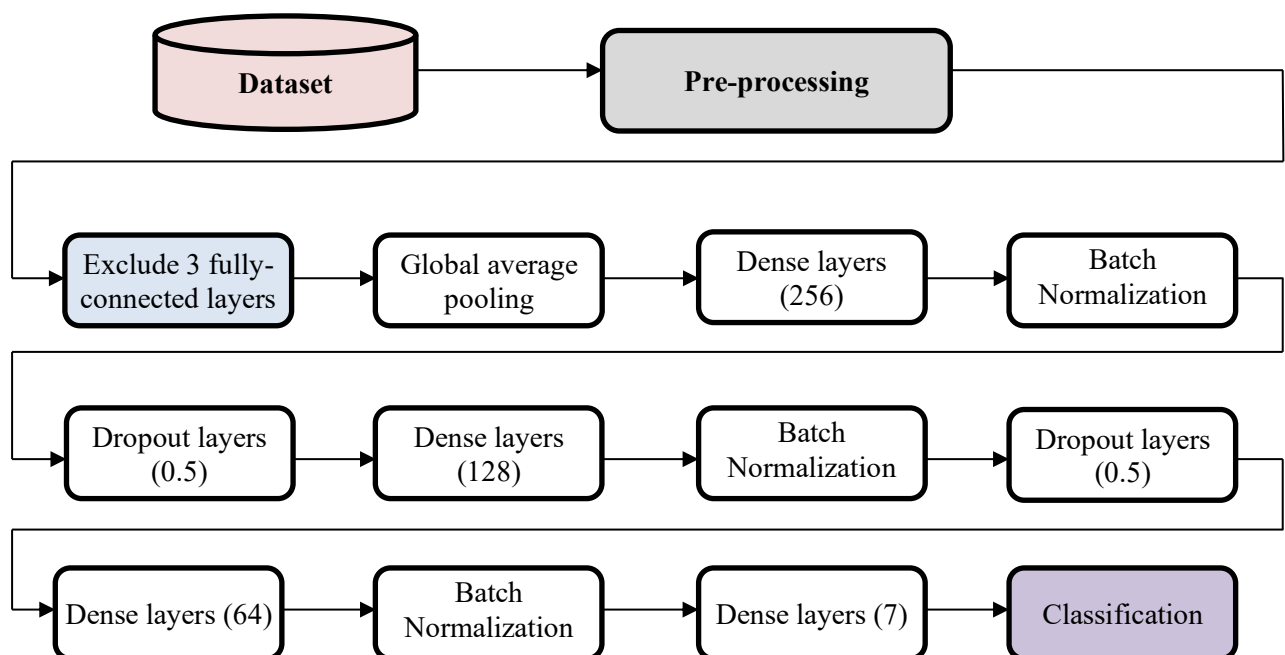 Dataset
Pre-processing
Exclude 3 fully-
connected layers
Global average
pooling
Dense layers
(256)
Batch
Normalization
Dropout layers
(0.5)
Dense layers
(128)
Batch
Normalization
Dropout layers
(0.5)
Dense layers (64)
Batch
Normalization
Dense layers (7)
Classification